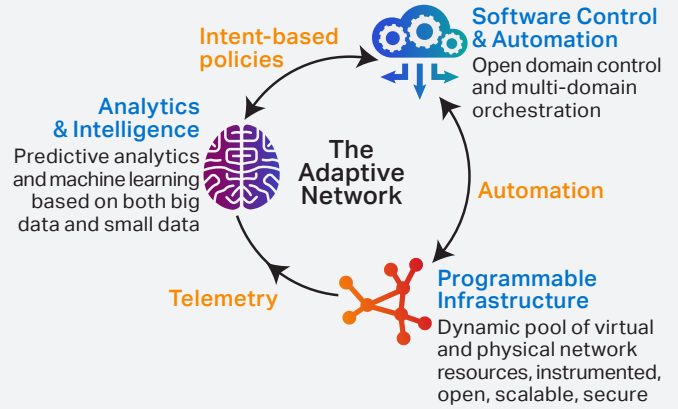 Software Control
& Automation
Open domain control
and multi-domain
orchestration
Intent-based
policies
Analytics
& Intelligence
Predictive analytics
and machine learning
based on both big
data and small data
The
Adaptive
Network
Automation
Telemetry
Programmable
Infrastructure
Dynamic pool of virtual
and physical network
resources, instrumented,
open, scalable, secure